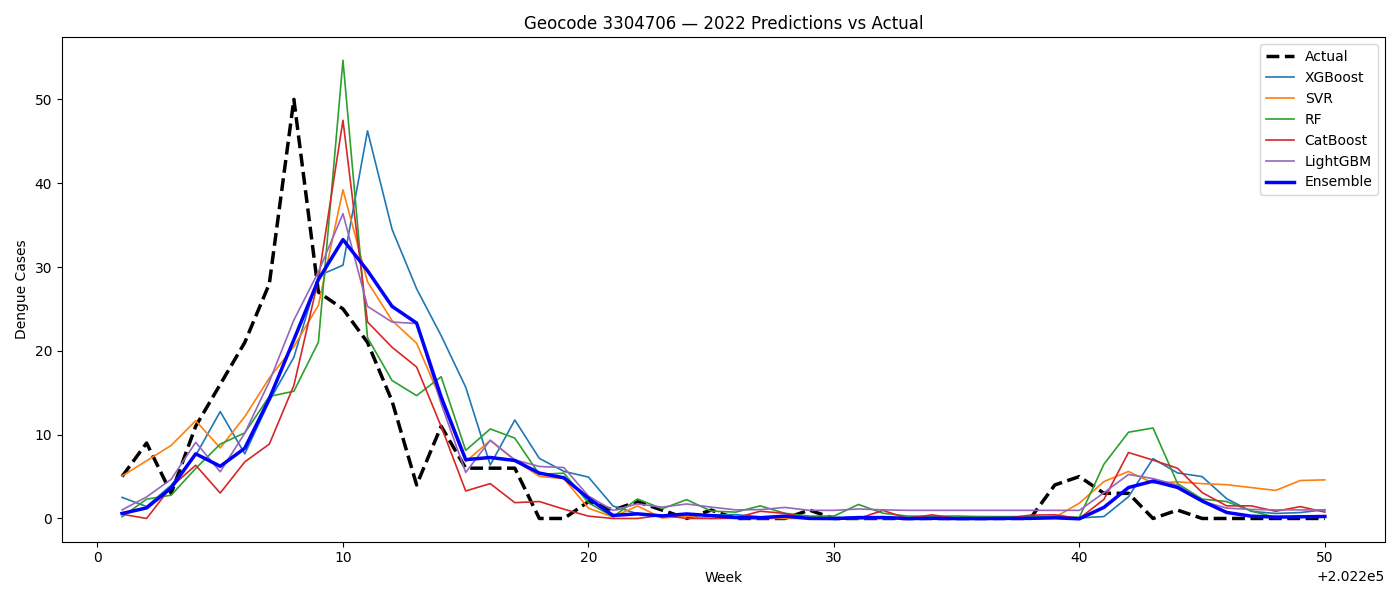 Geocode 3304706 — 2022 Predictions vs Actual
Dengue Cases
50
40
30
20
10
0
Actual
XGBoost
SVR
RF
CatBoost
LightGBM
Ensemble
0 10 20 30 40 50
Week
+2.022e5